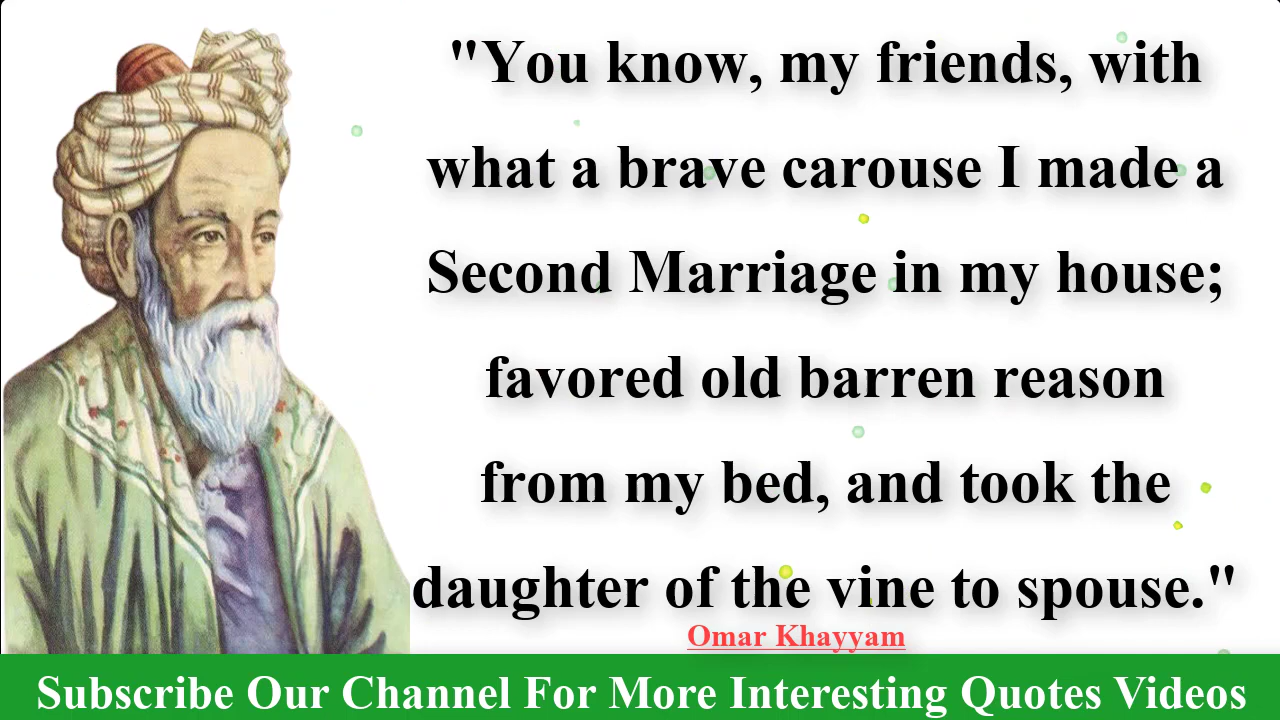 "You know, my friends, with
what a brave carouse I made a
Second Marriage in my house;
favored old barren reason
from my bed, and took the
daughter of the vine to spouse."
Omar Khayyam
Subscribe Our Channel For More Interesting Quotes Videos